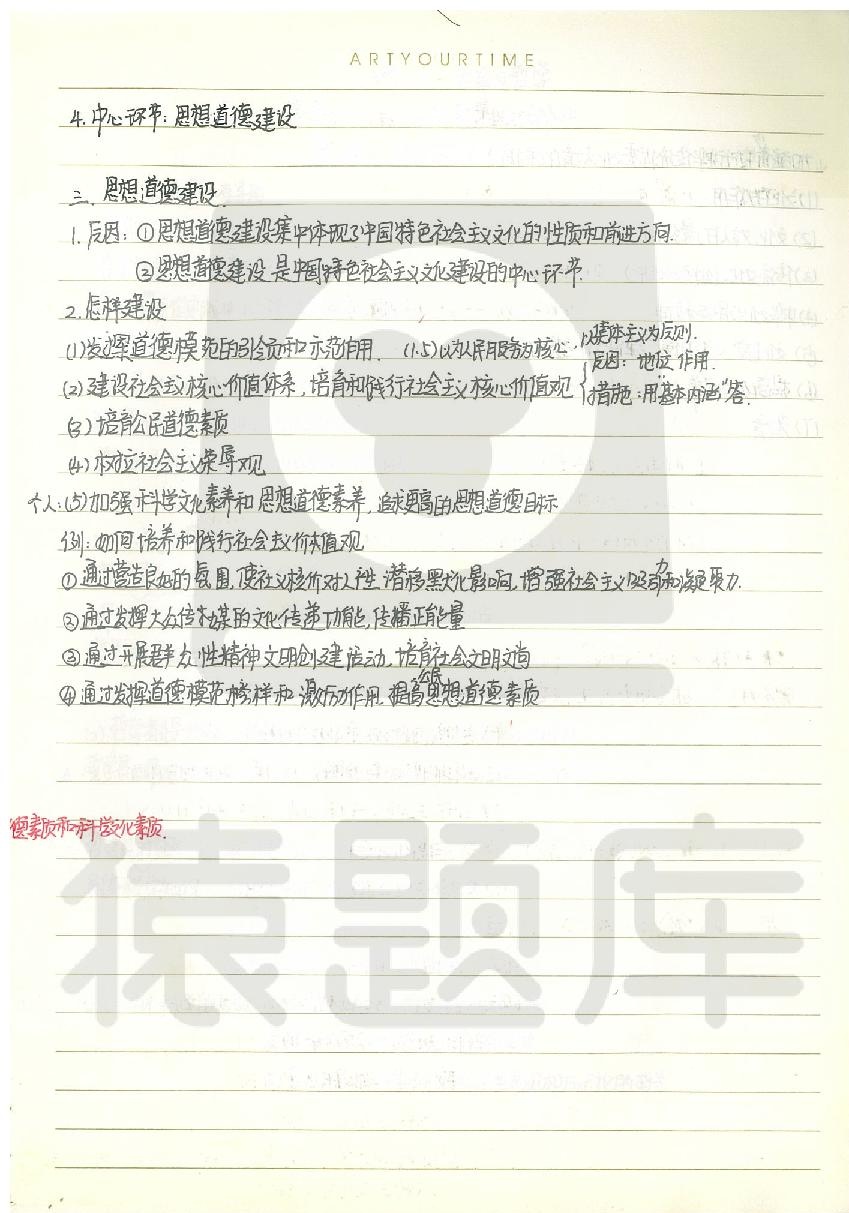 ARTYOURTIME
4.中心环节:思想道德建设
三.思想道德建设.
1.反因:①思想道德建设集中体现了中国特色社会主义文化的性质和前进方向.
②思想道德建设是中国特色社会主义文化建设的中心环节.
2.怎样建设
(1)发挥道德模范的引领和示范作用. (1.5)以为人民服务为核心,以集体主义为原则.
(2)建设社会主义核心价值体系,培育和践行社会主义核心价值观 { 反因:地位作用.
措施:用"基本内涵"答.
(3)培育公民道德素质
(4)树立社会主义荣辱观
个人:(5)加强科学文化素养和思想道德素养,追求更高的思想道德目标
例:如何培养和践行社会主义价值观
①通过营造良好的氛围,使社义核价对人性潜移默化影响,增强社会主义吸引力和凝聚力.
②通过发挥大众传媒的文化传递功能,传播正能量
③通过开展群众性精神文明创建活动,培育社会文明风尚
④通过发挥道德模范榜样和激励作用,提高公民思想道德素质
德素质和科学文化素质.
猿题库